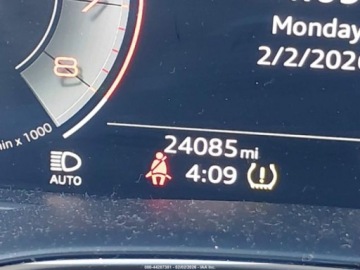 Monday
2/2/202
8
min x 1000
24085 mi
AUTO
4:09